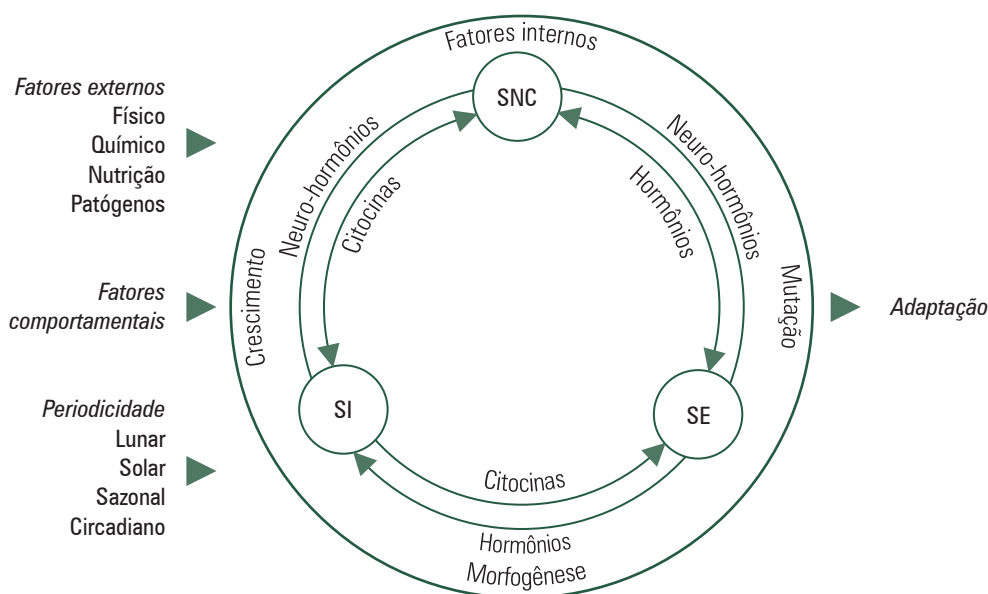 Fatores internos
Fatores externos
Físico
Químico
Nutrição
Patógenos
SNC
Neuro-hormônios
Citocinas
Neuro-hormônios
Hormônios
Fatores
comportamentais
Crescimento
Mutação
Adaptação
Periodicidade
Lunar
Solar
Sazonal
Circadiano
SI
SE
Citocinas
Hormônios
Morfogênese